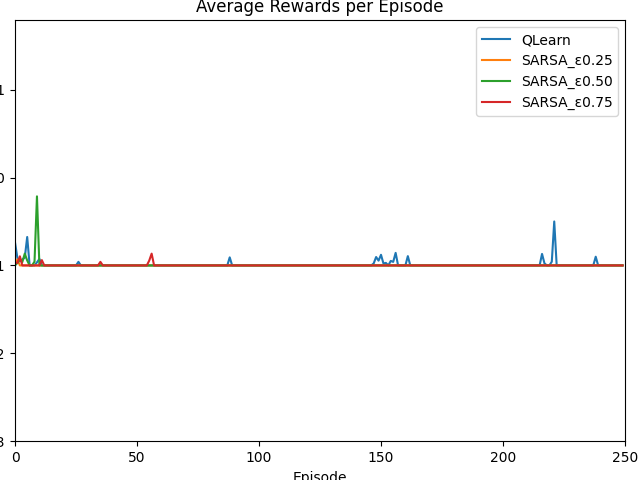 Average Rewards per Episode
QLearn
SARSA_ε0.25
SARSA_ε0.50
SARSA_ε0.75
1
0
1
2
3
0 50 100 150 200 250
Episode